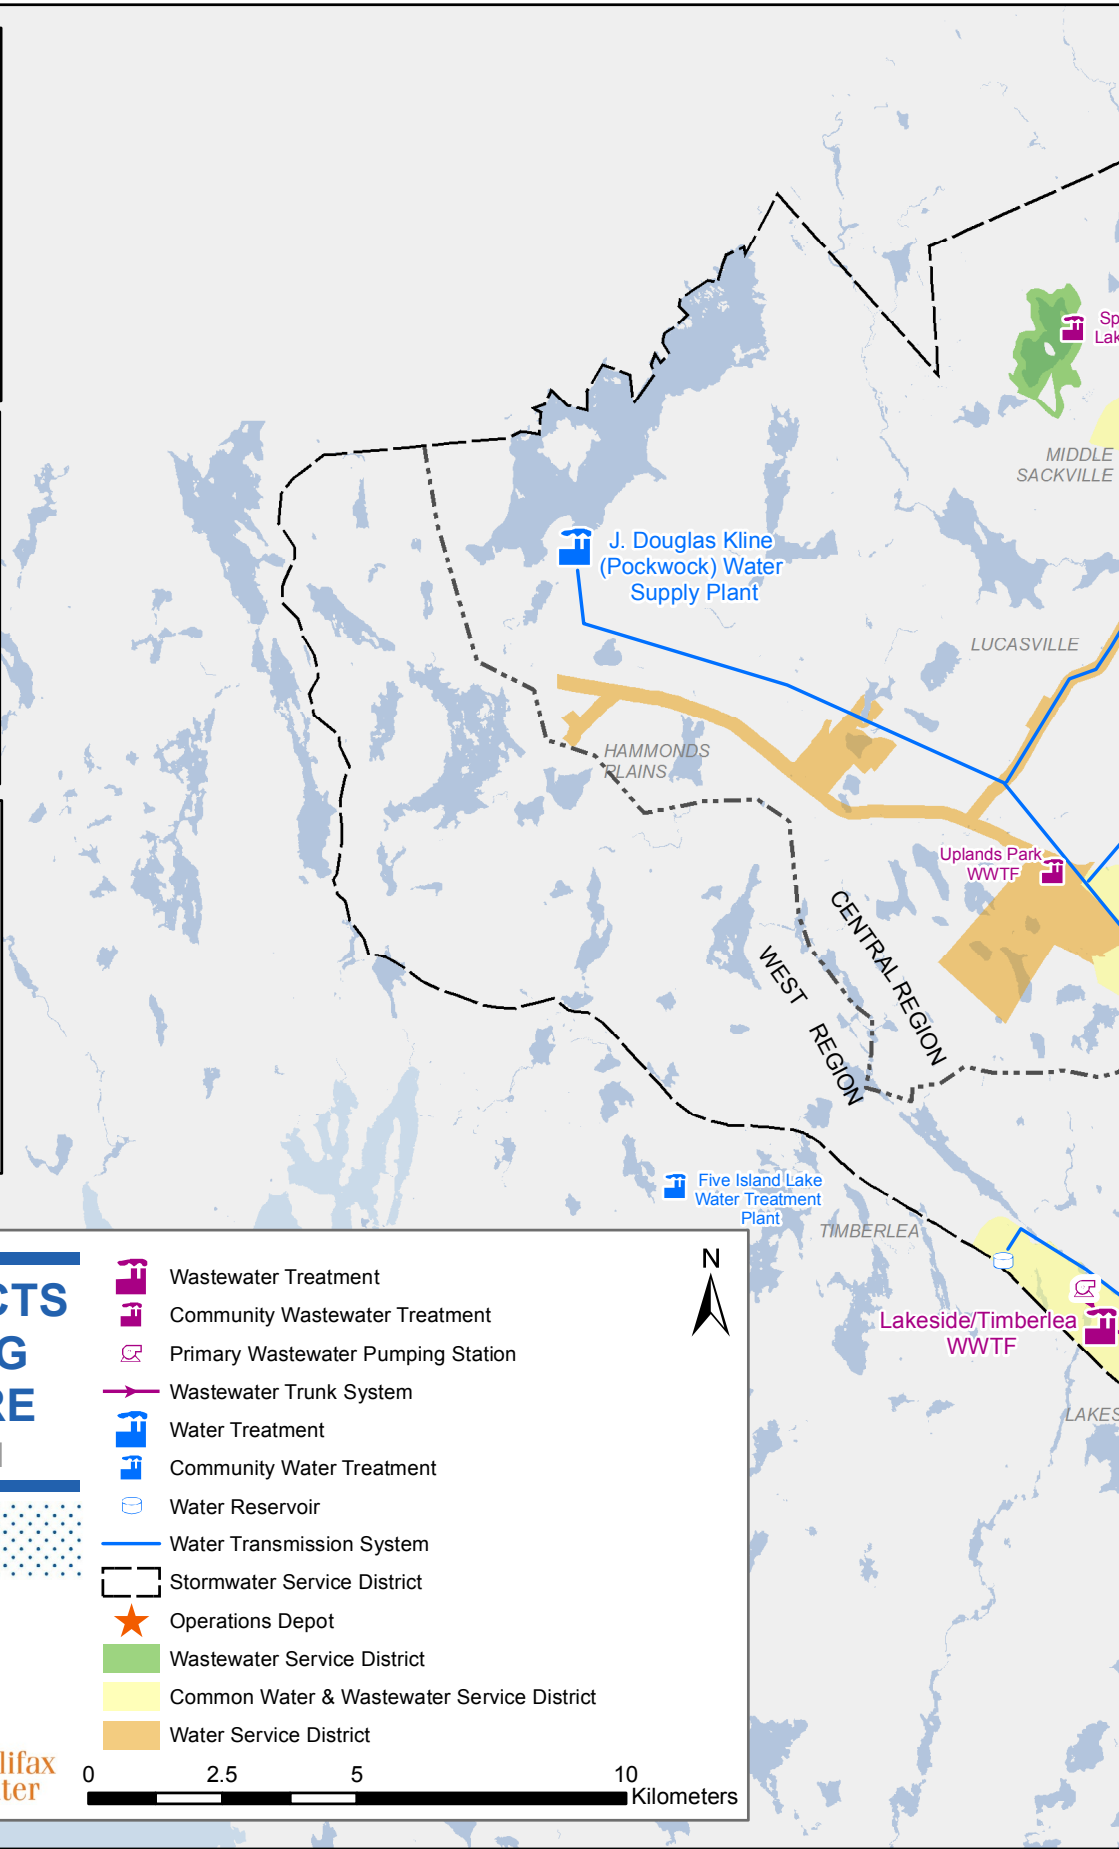 MIDDLE
SACKVILLE
J. Douglas Kline
(Pockwock) Water
Supply Plant
LUCASVILLE
HAMMONDS
PLAINS
Uplands Park
WWTF
CENTRAL REGION
WEST REGION
Five Island Lake
Water Treatment
Plant
TIMBERLEA
Lakeside/Timberlea
WWTF
N
Wastewater Treatment
Community Wastewater Treatment
Primary Wastewater Pumping Station
Wastewater Trunk System
Water Treatment
Community Water Treatment
Water Reservoir
Water Transmission System
Stormwater Service District
Operations Depot
Wastewater Service District
Common Water & Wastewater Service District
Water Service District
0 2.5 5 10
Kilometers